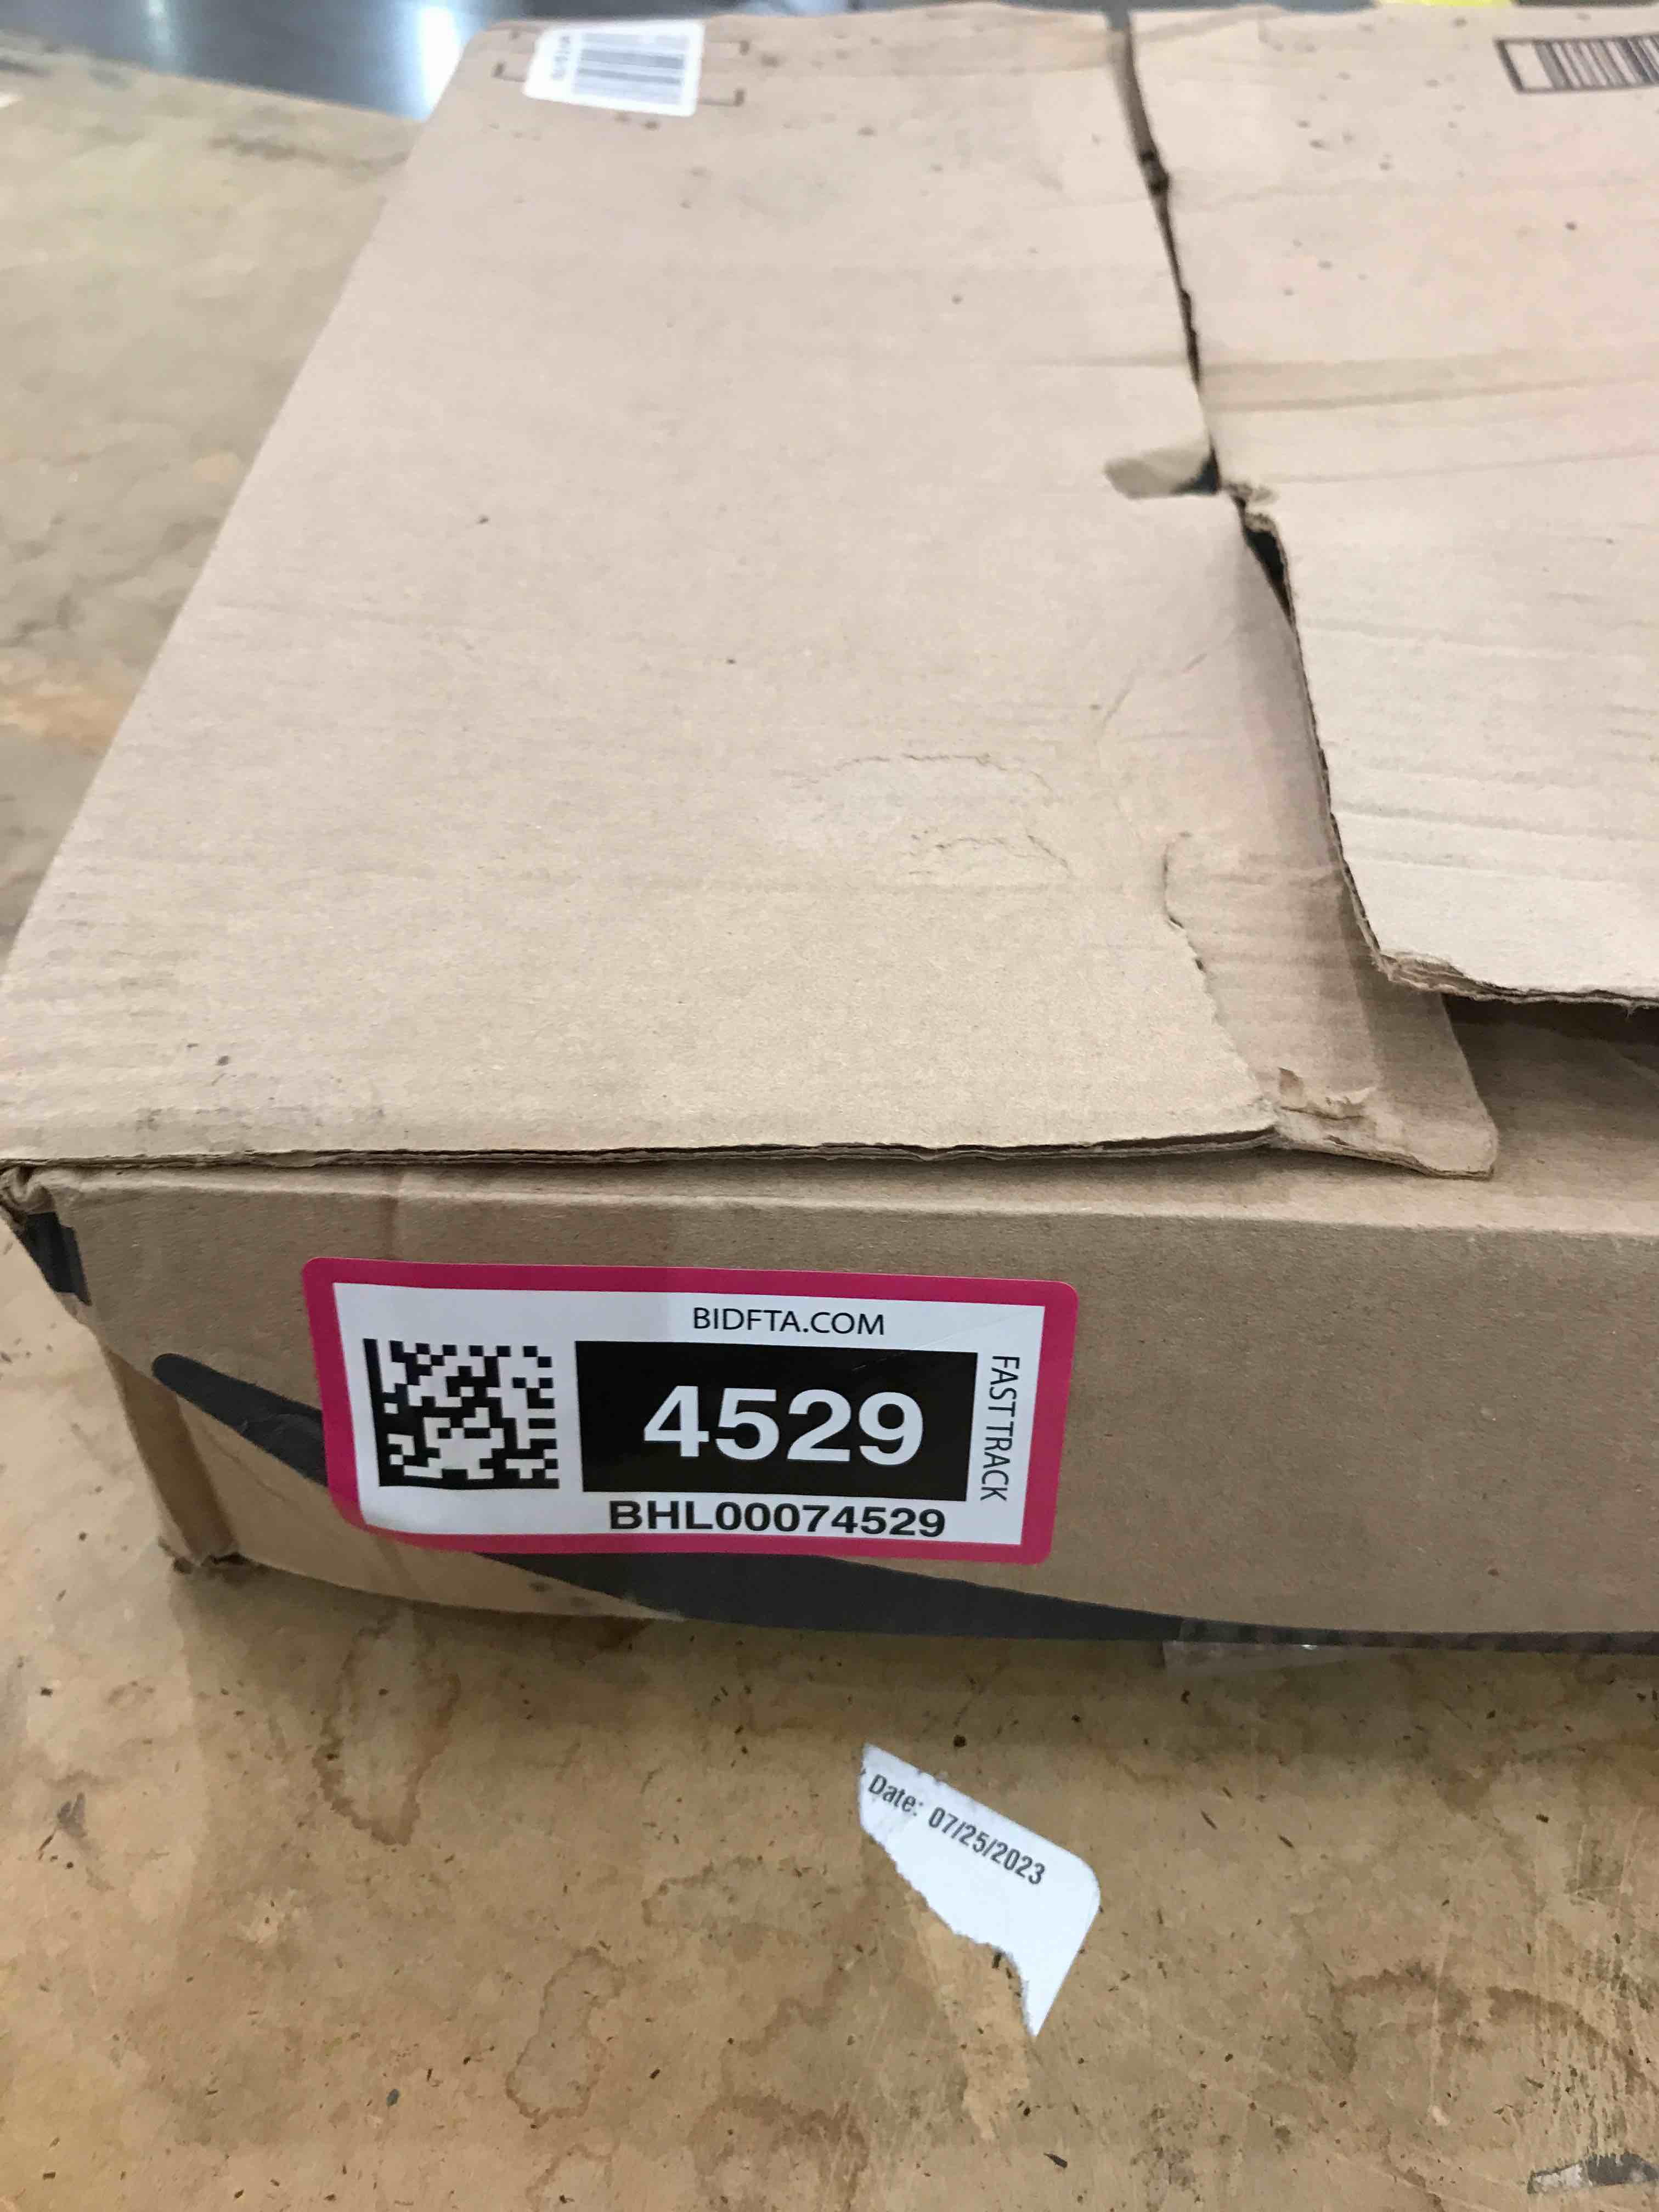 BIDFTA.COM
4529
FAST TRACK
BHL00074529
Date: 07/25/2023